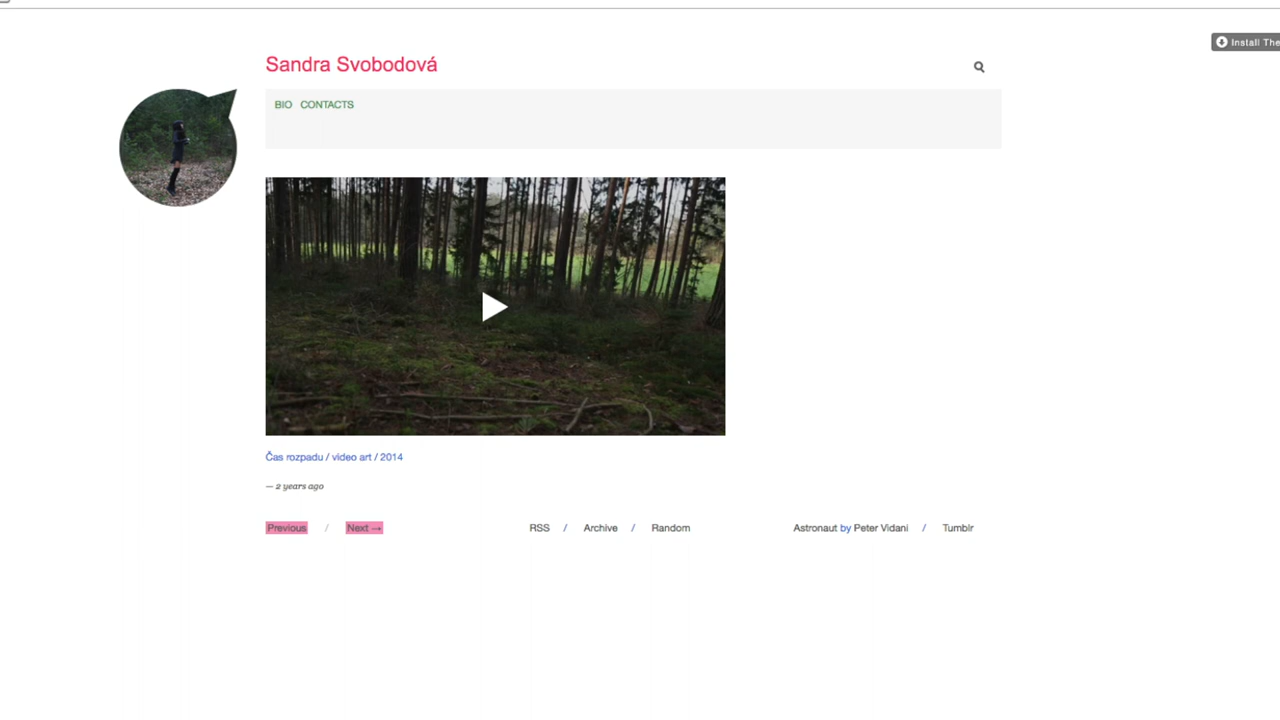 Install The
Sandra Svobodová
BIO CONTACTS
Čas rozpadu / video art / 2014
— 2 years ago
Previous / Next → RSS / Archive / Random Astronaut by Peter Vidani / Tumblr